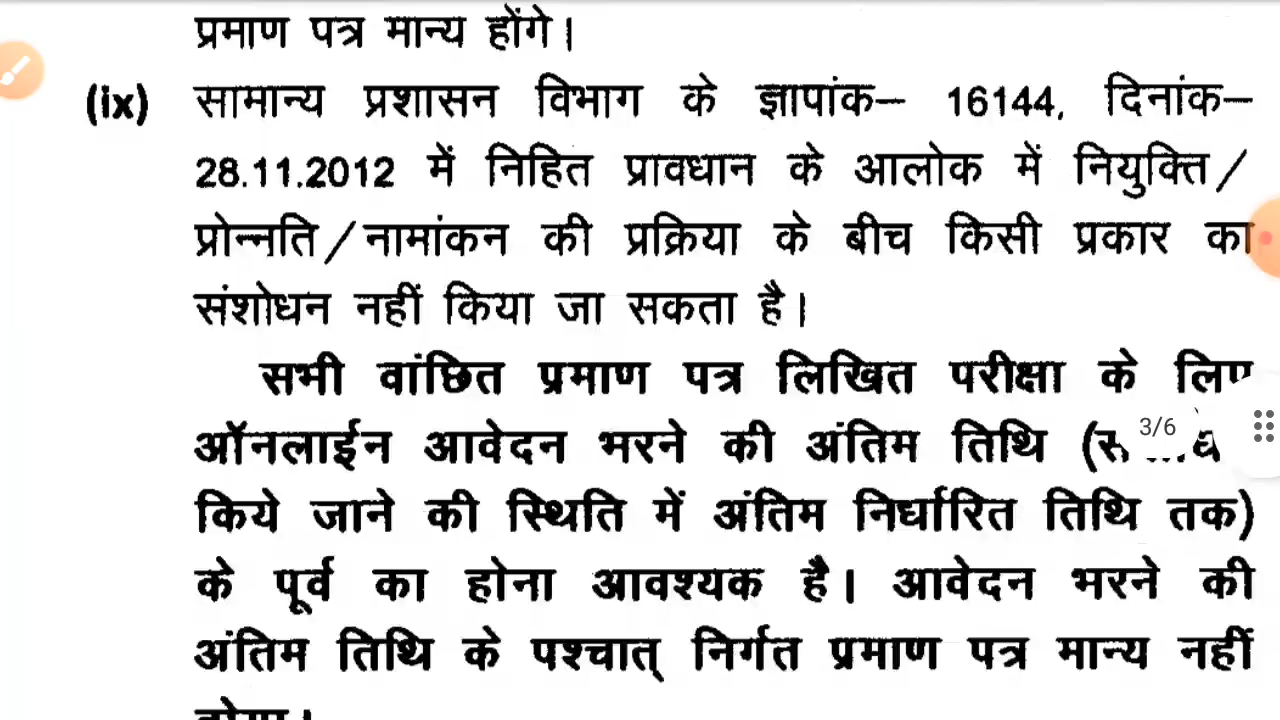 प्रमाण पत्र मान्य होंगे।
(ix) सामान्य प्रशासन विभाग के ज्ञापांक– 16144, दिनांक–
28.11.2012 में निहित प्रावधान के आलोक में नियुक्ति/
प्रोन्नति/नामांकन की प्रक्रिया के बीच किसी प्रकार का
संशोधन नहीं किया जा सकता है।
सभी वांछित प्रमाण पत्र लिखित परीक्षा के लिए
ऑनलाईन आवेदन भरने की अंतिम तिथि
3/6
किये जाने की स्थिति में अंतिम निर्धारित तिथि तक)
के पूर्व का होना आवश्यक है। आवेदन भरने की
अंतिम तिथि के पश्चात् निर्गत प्रमाण पत्र मान्य नहीं